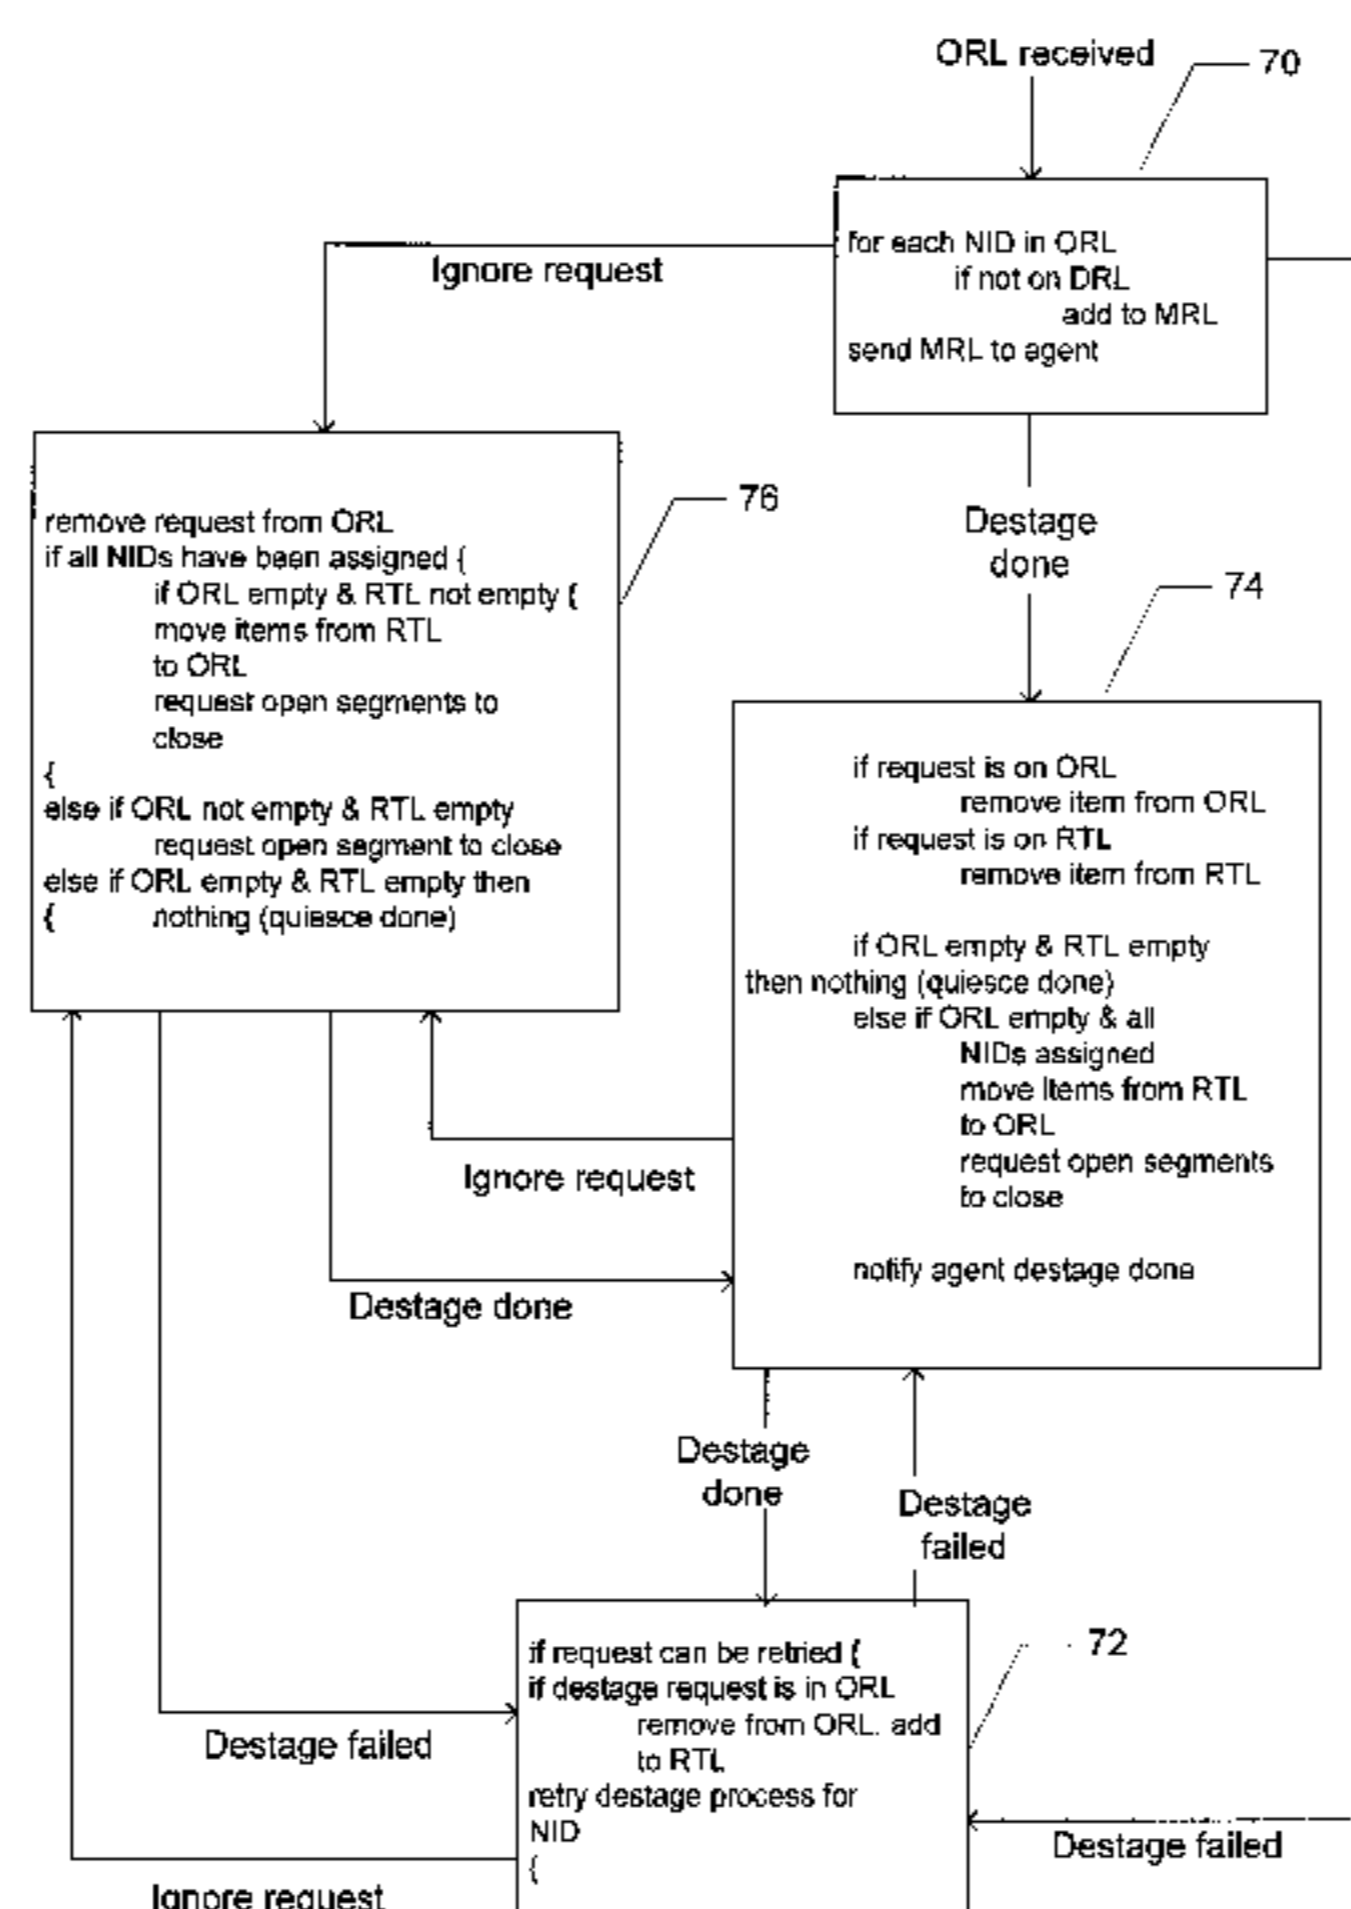 ORL received
70
for each NID in ORL
if not on DRL
add to MRL
send MRL to agent
Ignore request
Destage
done
76
remove request from ORL
if all NIDs have been assigned {
if ORL empty & RTL not empty {
move items from RTL
to ORL
request open segments to
close
{
else if ORL not empty & RTL empty
request open segment to close
else if ORL empty & RTL empty then
{ nothing (quiesce done)
74
if request is on ORL
remove item from ORL
if request is on RTL
remove item from RTL
if ORL empty & RTL empty
then nothing (quiesce done)
else if ORL empty & all
NIDs assigned
move items from RTL
to ORL
request open segments
to close
notify agent destage done
Ignore request
Destage done
Destage
done
Destage
failed
72
if request can be retried {
if destage request is in ORL
remove from ORL. add
to RTL
retry destage process for
NID
{
Destage failed
Destage failed
Ignore request